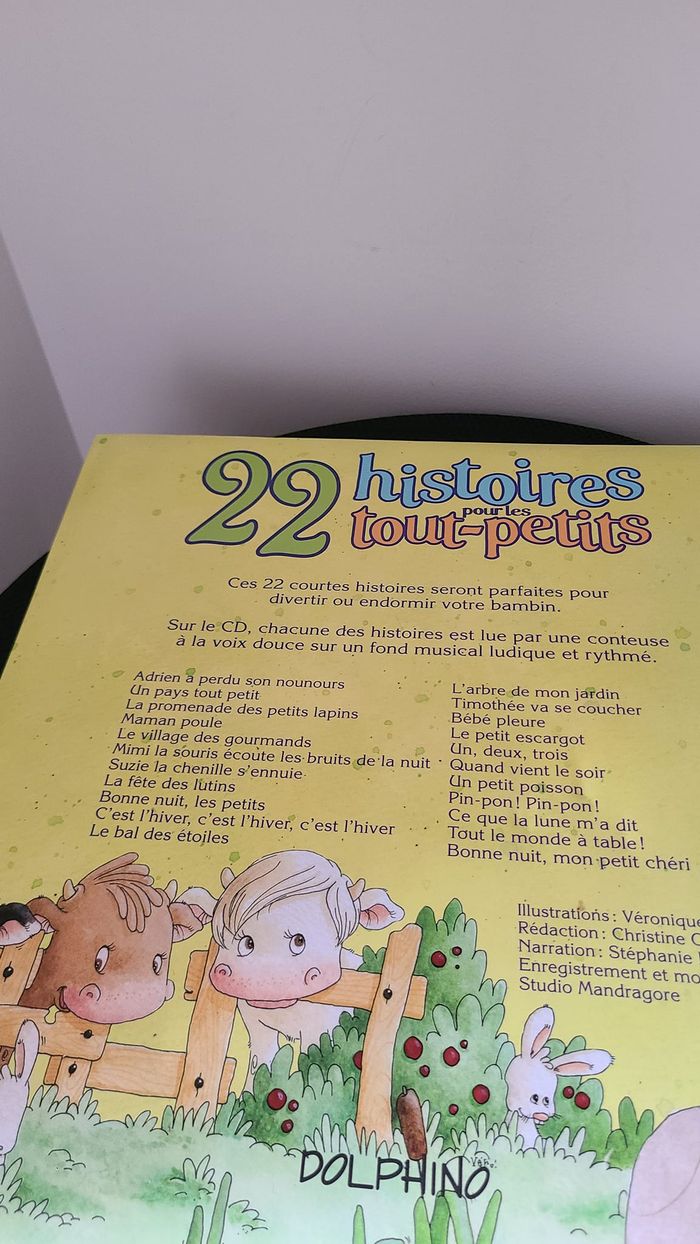 22 histoires
pour les
tout-petits
Ces 22 courtes histoires seront parfaites pour
divertir ou endormir votre bambin.
Sur le CD, chacune des histoires est lue par une conteuse
à la voix douce sur un fond musical ludique et rythmé.
Adrien a perdu son nounours
Un pays tout petit
La promenade des petits lapins
Maman poule
Le village des gourmands
Mimi la souris écoute les bruits de la nuit
Suzie la chenille s'ennuie
La fête des lutins
Bonne nuit, les petits
C'est l'hiver, c'est l'hiver, c'est l'hiver
Le bal des étoiles
L'arbre de mon jardin
Timothée va se coucher
Bébé pleure
Le petit escargot
Un, deux, trois
Quand vient le soir
Un petit poisson
Pin-pon! Pin-pon!
Ce que la lune m'a dit
Tout le monde à table!
Bonne nuit, mon petit chéri
Illustrations: Véronique
Rédaction: Christine
Narration: Stéphanie
Enregistrement et
Studio Mandragore
DOLPHINO